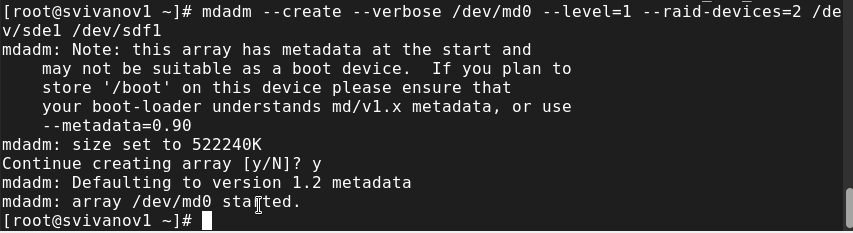 [root@svivanov1 ~]# mdadm --create --verbose /dev/md0 --level=1 --raid-devices=2 /de
v/sde1 /dev/sdf1
mdadm: Note: this array has metadata at the start and
    may not be suitable as a boot device.  If you plan to
    store '/boot' on this device please ensure that
    your boot-loader understands md/v1.x metadata, or use
    --metadata=0.90
mdadm: size set to 522240K
Continue creating array [y/N]? y
mdadm: Defaulting to version 1.2 metadata
mdadm: array /dev/md0 started.
[root@svivanov1 ~]#